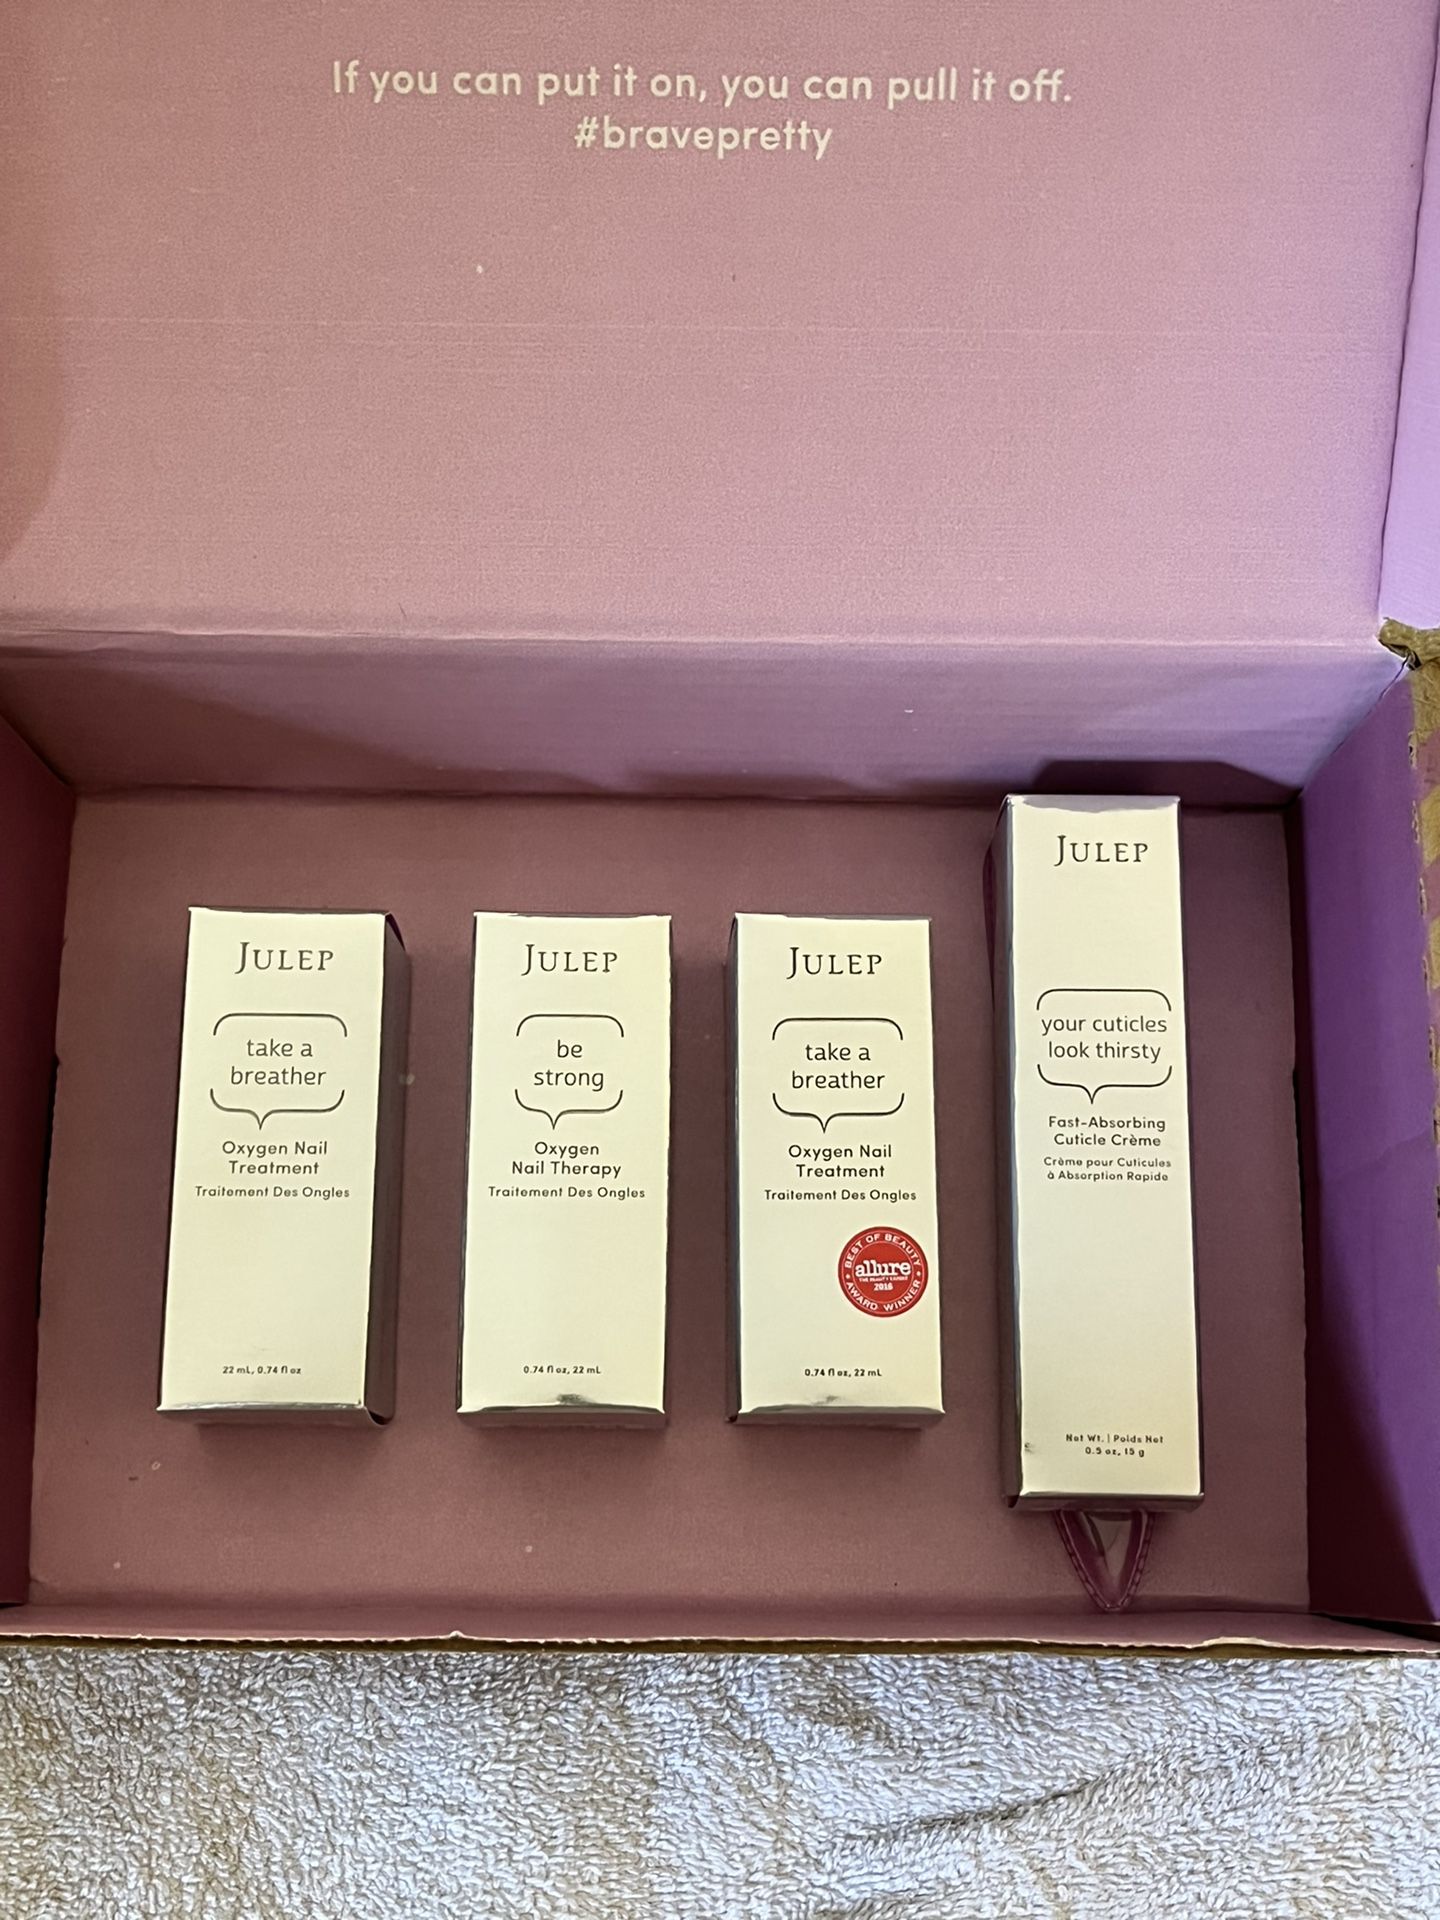 If you can put it on, you can pull it off.
#bravepretty
JULEP
take a
breather
Oxygen Nail
Treatment
Traitement Des Ongles
22 mL, 0.74 fl oz
JULEP
be
strong
Oxygen
Nail Therapy
Traitement Des Ongles
0.74 fl oz, 22 mL
JULEP
take a
breather
Oxygen Nail
Treatment
Traitement Des Ongles
BEST OF BEAUTY
allure
THE BEAUTY EXPERT
2016
AWARD WINNER
0.74 fl oz, 22 mL
JULEP
your cuticles
look thirsty
Fast-Absorbing
Cuticle Crème
Crème pour Cuticules
à Absorption Rapide
Net Wt. | Poids Net
0.5 oz, 15 g